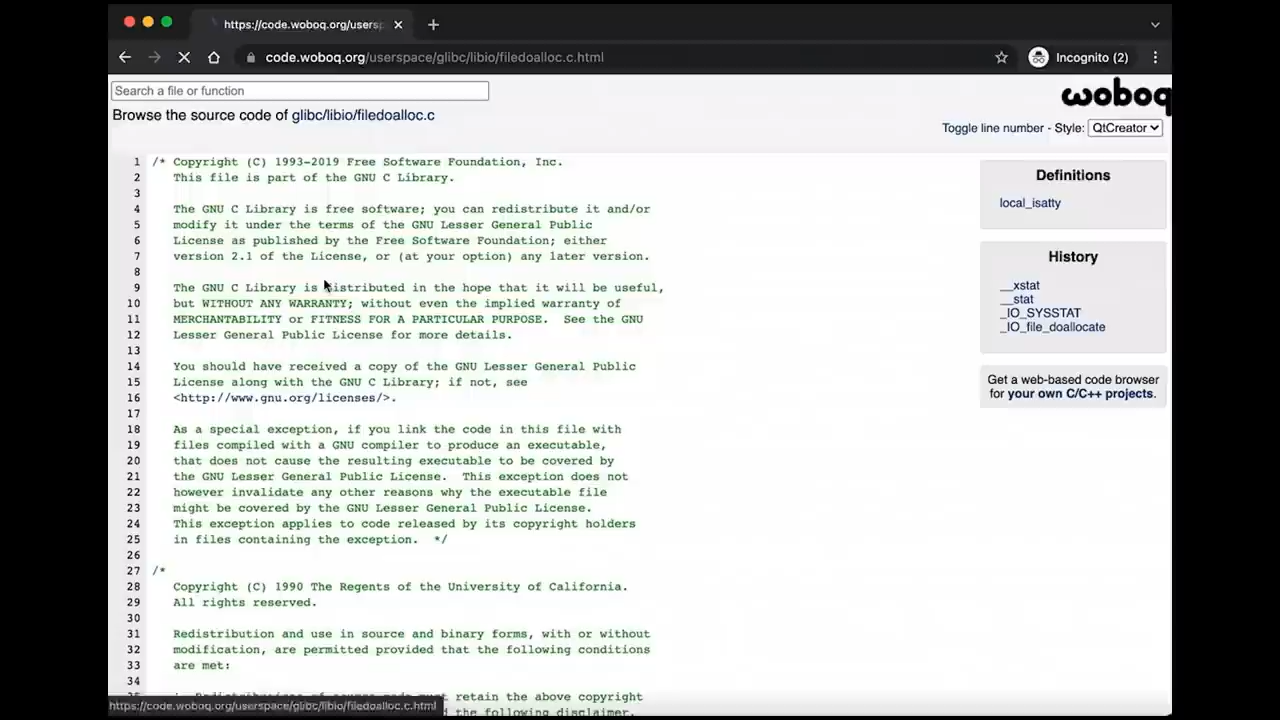 https://code.woboq.org/usersp
code.woboq.org/userspace/glibc/libio/filedoalloc.c.html
Incognito (2)
Search a file or function
woboq
Browse the source code of glibc/libio/filedoalloc.c
Toggle line number - Style: QtCreator
1 /* Copyright (C) 1993-2019 Free Software Foundation, Inc.
2 This file is part of the GNU C Library.
3
4 The GNU C Library is free software; you can redistribute it and/or
5 modify it under the terms of the GNU Lesser General Public
6 License as published by the Free Software Foundation; either
7 version 2.1 of the License, or (at your option) any later version.
8
9 The GNU C Library is distributed in the hope that it will be useful,
10 but WITHOUT ANY WARRANTY; without even the implied warranty of
11 MERCHANTABILITY or FITNESS FOR A PARTICULAR PURPOSE.  See the GNU
12 Lesser General Public License for more details.
13
14 You should have received a copy of the GNU Lesser General Public
15 License along with the GNU C Library; if not, see
16 <http://www.gnu.org/licenses/>.
17
18 As a special exception, if you link the code in this file with
19 files compiled with a GNU compiler to produce an executable,
20 that does not cause the resulting executable to be covered by
21 the GNU Lesser General Public License.  This exception does not
22 however invalidate any other reasons why the executable file
23 might be covered by the GNU Lesser General Public License.
24 This exception applies to code released by its copyright holders
25 in files containing the exception.  */
26
27 /*
28 Copyright (C) 1990 The Regents of the University of California.
29 All rights reserved.
30
31 Redistribution and use in source and binary forms, with or without
32 modification, are permitted provided that the following conditions
33 are met:
34
retain the above copyright
the following disclaimer.
Definitions
local_isatty
History
__xstat
__stat
_IO_SYSSTAT
_IO_file_doallocate
Get a web-based code browser
for your own C/C++ projects.
https://code.woboq.org/userspace/glibc/libio/filedoalloc.c.html